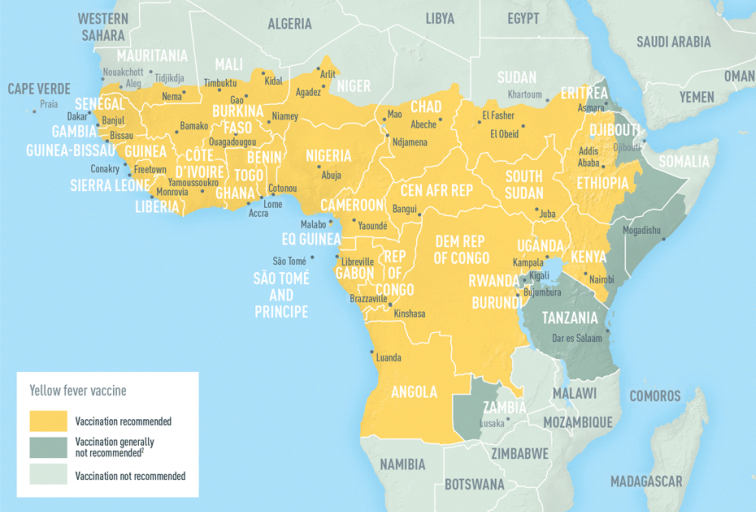 WESTERN
SAHARA
ALGERIA
LIBYA
EGYPT
SAUDI ARABIA
OMAN
YEMEN
MAURITANIA
Nouakchott
Tidjikdja
Aleg
MALI
Timbuktu
Kidal
Arlit
Agadez
NIGER
SUDAN
Khartoum
ERITREA
Asmara
CAPE VERDE
Praia
SENEGAL
Dakar
Nema
Gao
BURKINA
FASO
Niamey
Mao
CHAD
Abeche
El Fasher
El Obeid
DJIBOUTI
Djibouti
GAMBIA
Banjul
Bamako
Ouagadougou
Ndjamena
SOMALIA
GUINEA-BISSAU
Bissau
GUINEA
CÔTE
D'IVOIRE
BENIN
TOGO
NIGERIA
Abuja
Addis
Ababa
ETHIOPIA
Conakry
Freetown
SIERRA LEONE
Yamoussoukro
Monrovia
LIBERIA
GHANA
Cotonou
Lome
Accra
CAMEROON
Yaoundé
CEN AFR REP
Bangui
SOUTH
SUDAN
Juba
Malabo
EQ GUINEA
Mogadishu
São Tomé
SÃO TOMÉ
AND
PRINCIPE
Libreville
GABON
REP
OF
CONGO
Brazzaville
Kinshasa
DEM REP
OF CONGO
UGANDA
Kampala
KENYA
Nairobi
RWANDA
Kigali
BURUNDI
Bujumbura
TANZANIA
Dar es Salaam
Luanda
ANGOLA
ZAMBIA
Lusaka
MALAWI
COMOROS
MOZAMBIQUE
ZIMBABWE
NAMIBIA
BOTSWANA
MADAGASCAR
Yellow fever vaccine
Vaccination recommended
Vaccination generally
not recommended²
Vaccination not recommended